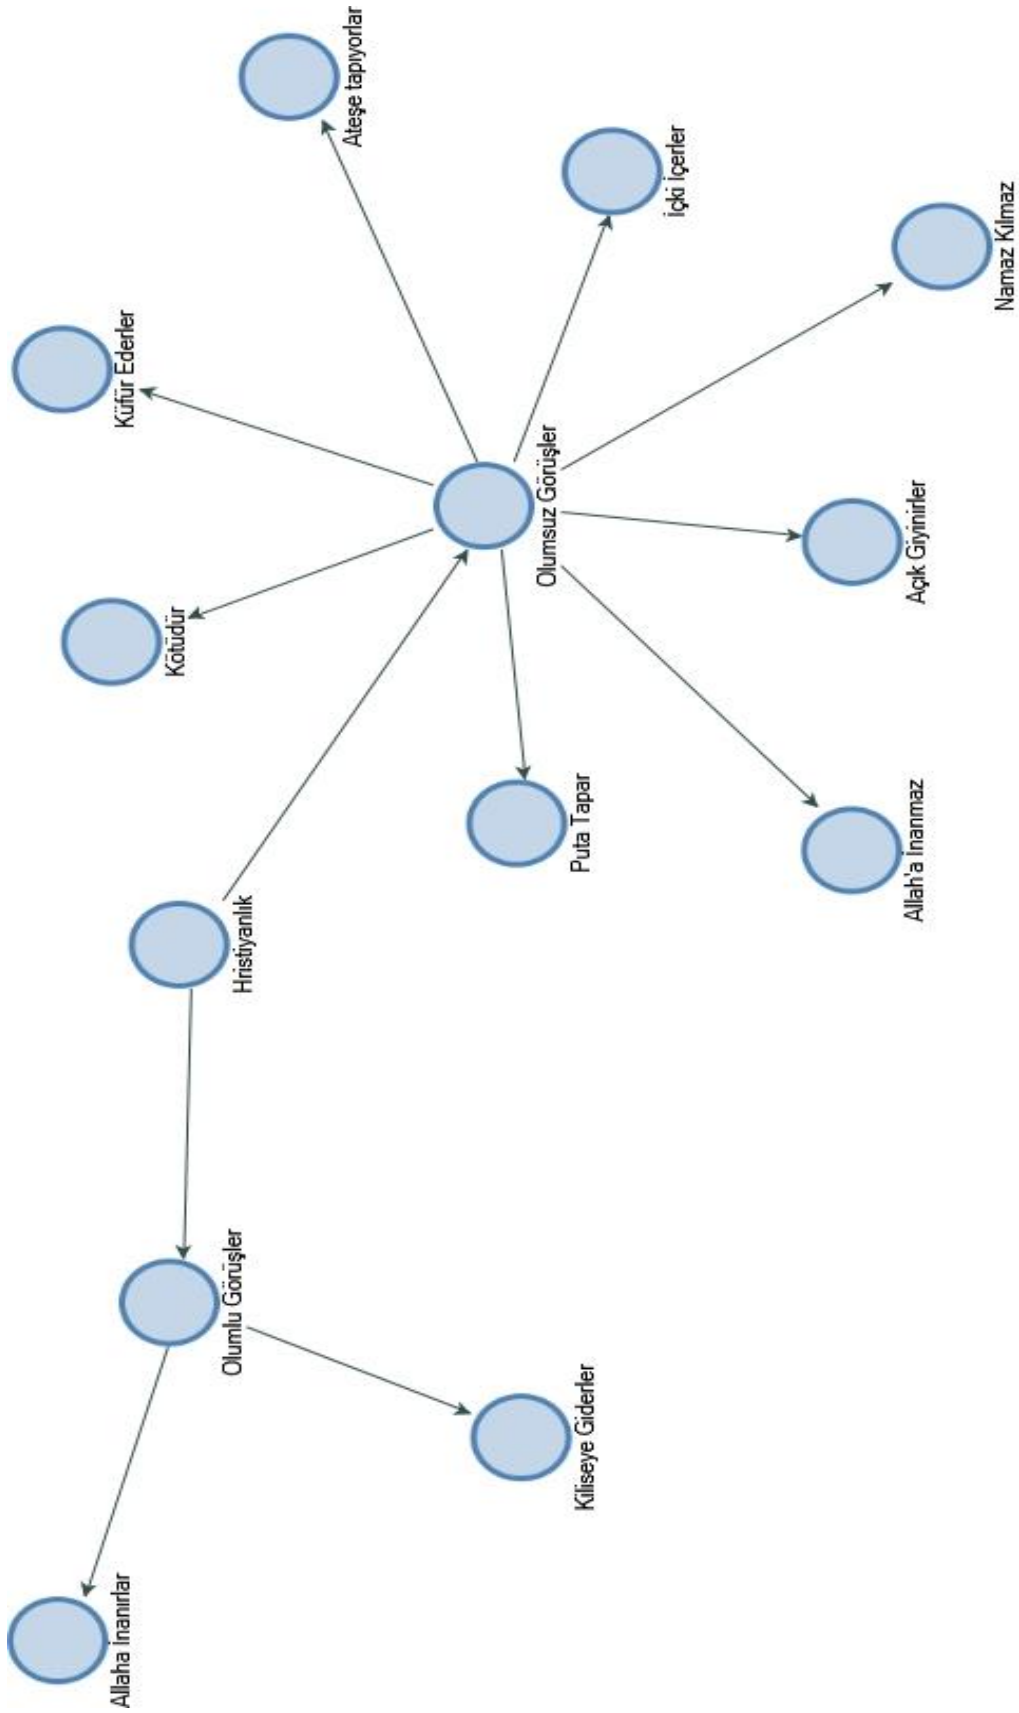 Allaha İnanırlar
Küfür Ederler
Kötüdür
Olumlu Görüşler
Hristiyanlık
Ateşe tapıyorlar
Olumsuz Görüşler
Kiliseye Giderler
Puta Tapar
İçki İçerler
Allah'a İnanmaz
Açık Giyinirler
Namaz Kılmaz